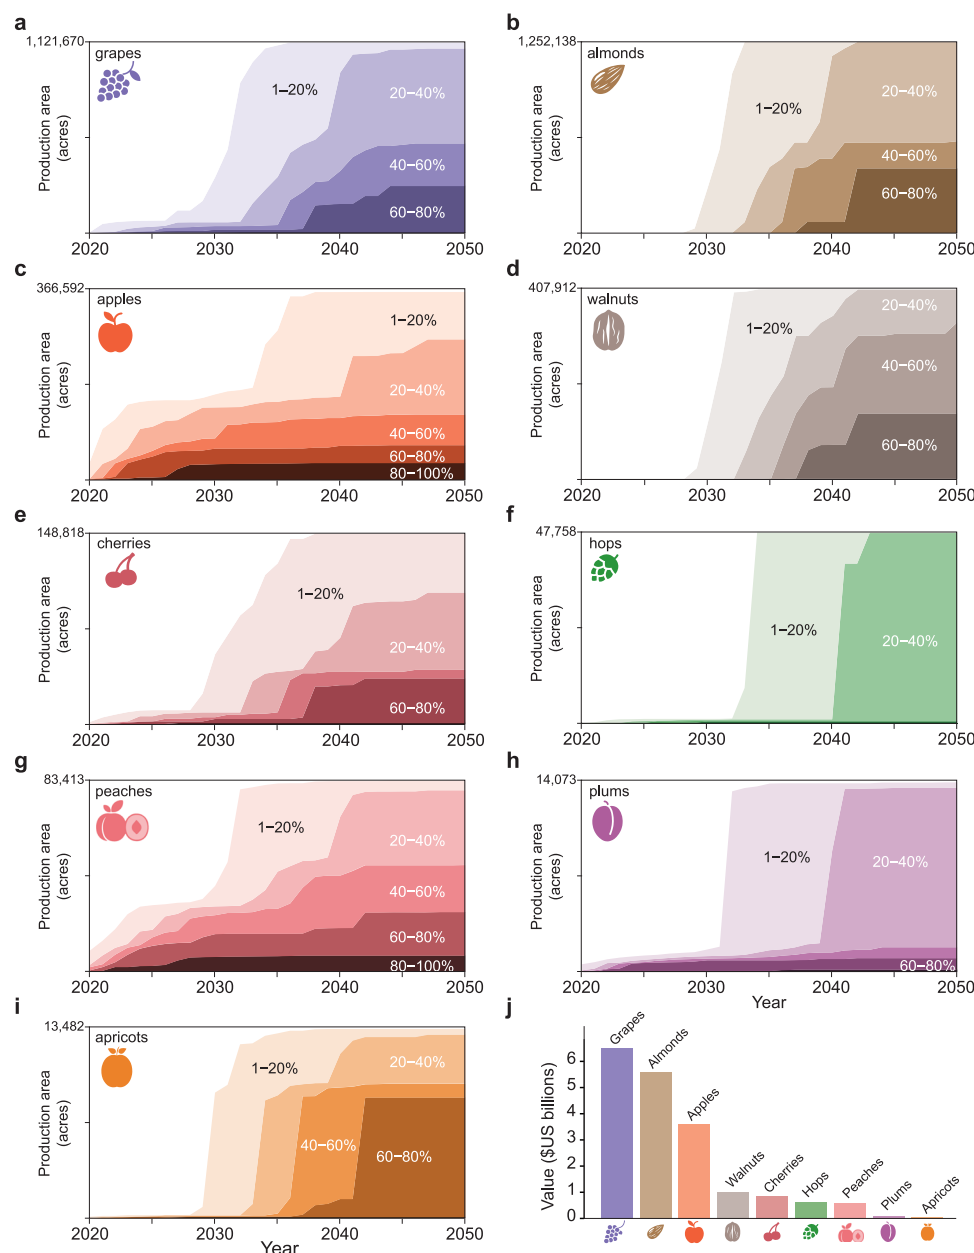 a
1,121,670
grapes
1–20%
20–40%
40–60%
60–80%
Production area
(acres)
2020
2030
2040
2050
b
1,252,138
almonds
1–20%
20–40%
40–60%
60–80%
Production area
(acres)
2020
2030
2040
2050
c
366,592
apples
1–20%
20–40%
40–60%
60–80%
80–100%
Production area
(acres)
2020
2030
2040
2050
d
407,912
walnuts
1–20%
20–40%
40–60%
60–80%
Production area
(acres)
2020
2030
2040
2050
e
148,818
cherries
1–20%
20–40%
60–80%
Production area
(acres)
2020
2030
2040
2050
f
47,758
hops
1–20%
20–40%
Production area
(acres)
2020
2030
2040
2050
g
83,413
peaches
1–20%
20–40%
40–60%
60–80%
80–100%
Production area
(acres)
2020
2030
2040
2050
h
14,073
plums
1–20%
20–40%
60–80%
Production area
(acres)
2020
2030
2040
2050
Year
i
13,482
apricots
1–20%
20–40%
40–60%
60–80%
Production area
(acres)
2020
2030
2040
2050
Year
j
Value ($US billions)
6
5
4
3
2
1
0
Grapes
Almonds
Apples
Walnuts
Cherries
Hops
Peaches
Plums
Apricots